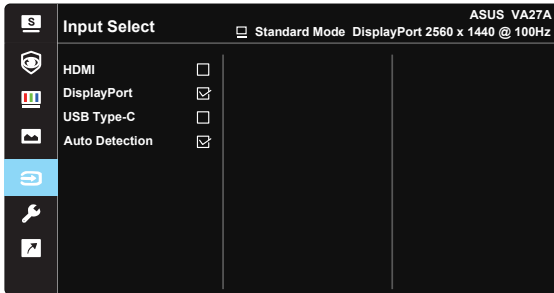 S
Input Select
ASUS VA27A
Standard Mode DisplayPort 2560 x 1440 @ 100Hz
HDMI
DisplayPort
USB Type-C
Auto Detection